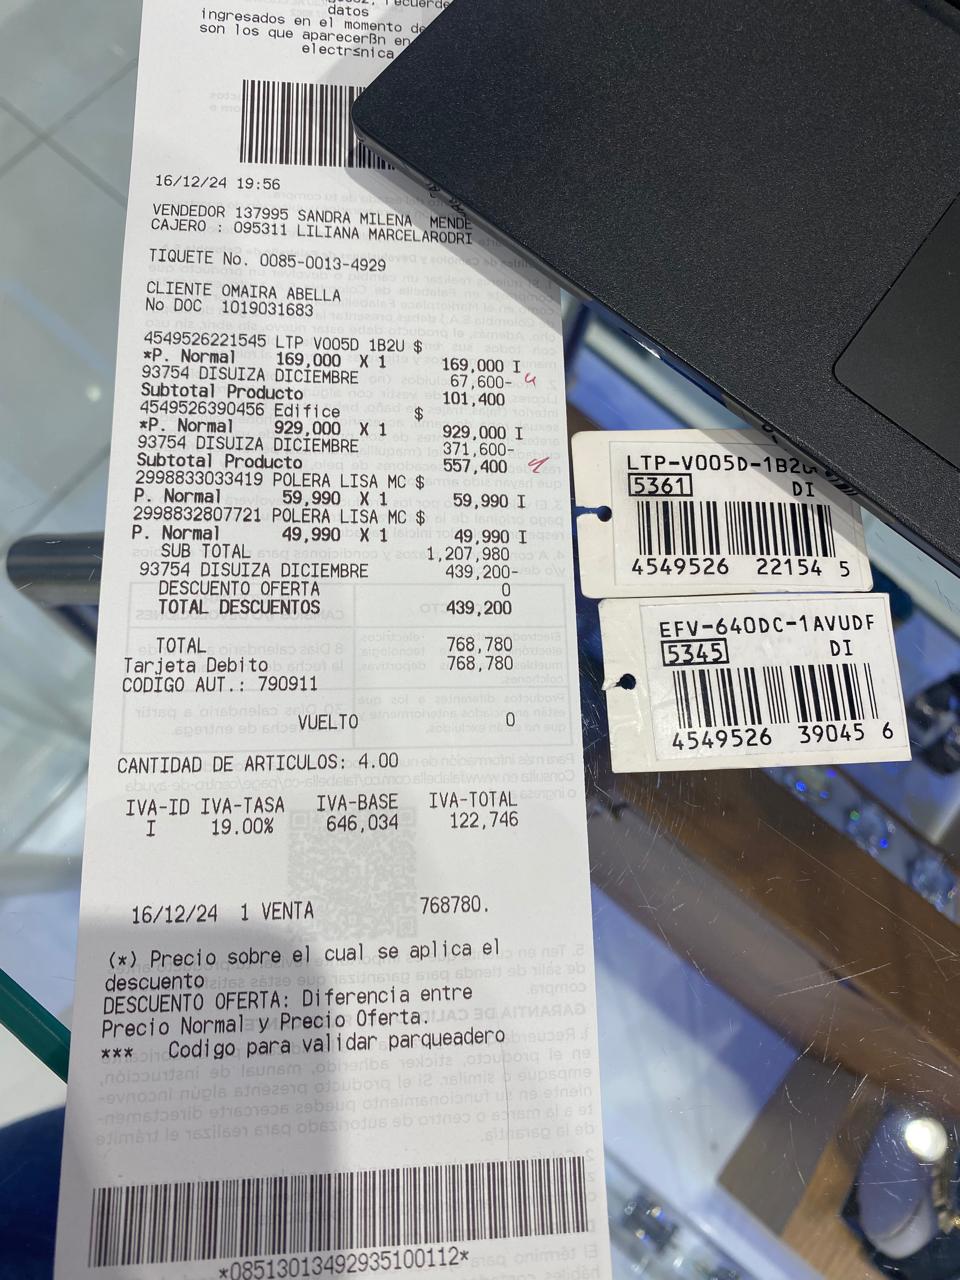 recuerde
datos
ingresados en el momento de
son los que aparecerßn en
electr≤nica
16/12/24 19:56
VENDEDOR 137995 SANDRA MILENA MENDE
CAJERO : 095311 LILIANA MARCELARODRI
TIQUETE No. 0085-0013-4929
CLIENTE OMAIRA ABELLA
No DOC 1019031683
4549526221545 LTP V005D 1B2U $
*P. Normal 169,000 X 1 169,000 I
93754 DISUIZA DICIEMBRE 67,600-
Subtotal Producto 101,400
4549526390456 Edifice $
*P. Normal 929,000 X 1 929,000 I
93754 DISUIZA DICIEMBRE 371,600-
Subtotal Producto 557,400
2998833033419 POLERA LISA MC $
P. Normal 59,990 X 1 59,990 I
2998832807721 POLERA LISA MC $
P. Normal 49,990 X 1 49,990 I
SUB TOTAL 1,207,980
93754 DISUIZA DICIEMBRE 439,200-
DESCUENTO OFERTA 0
TOTAL DESCUENTOS 439,200
TOTAL 768,780
Tarjeta Debito 768,780
CODIGO AUT.: 790911
VUELTO 0
CANTIDAD DE ARTICULOS: 4.00
IVA-ID IVA-TASA IVA-BASE IVA-TOTAL
I 19.00% 646,034 122,746
16/12/24 1 VENTA 768780.
(*) Precio sobre el cual se aplica el
descuento
DESCUENTO OFERTA: Diferencia entre
Precio Normal y Precio Oferta.
*** Codigo para validar parqueadero
*08513013492935100112*
LTP-V005D-1B2U
5361 DI
4549526 22154 5
EFV-640DC-1AVUDF
5345 DI
4549526 39045 6